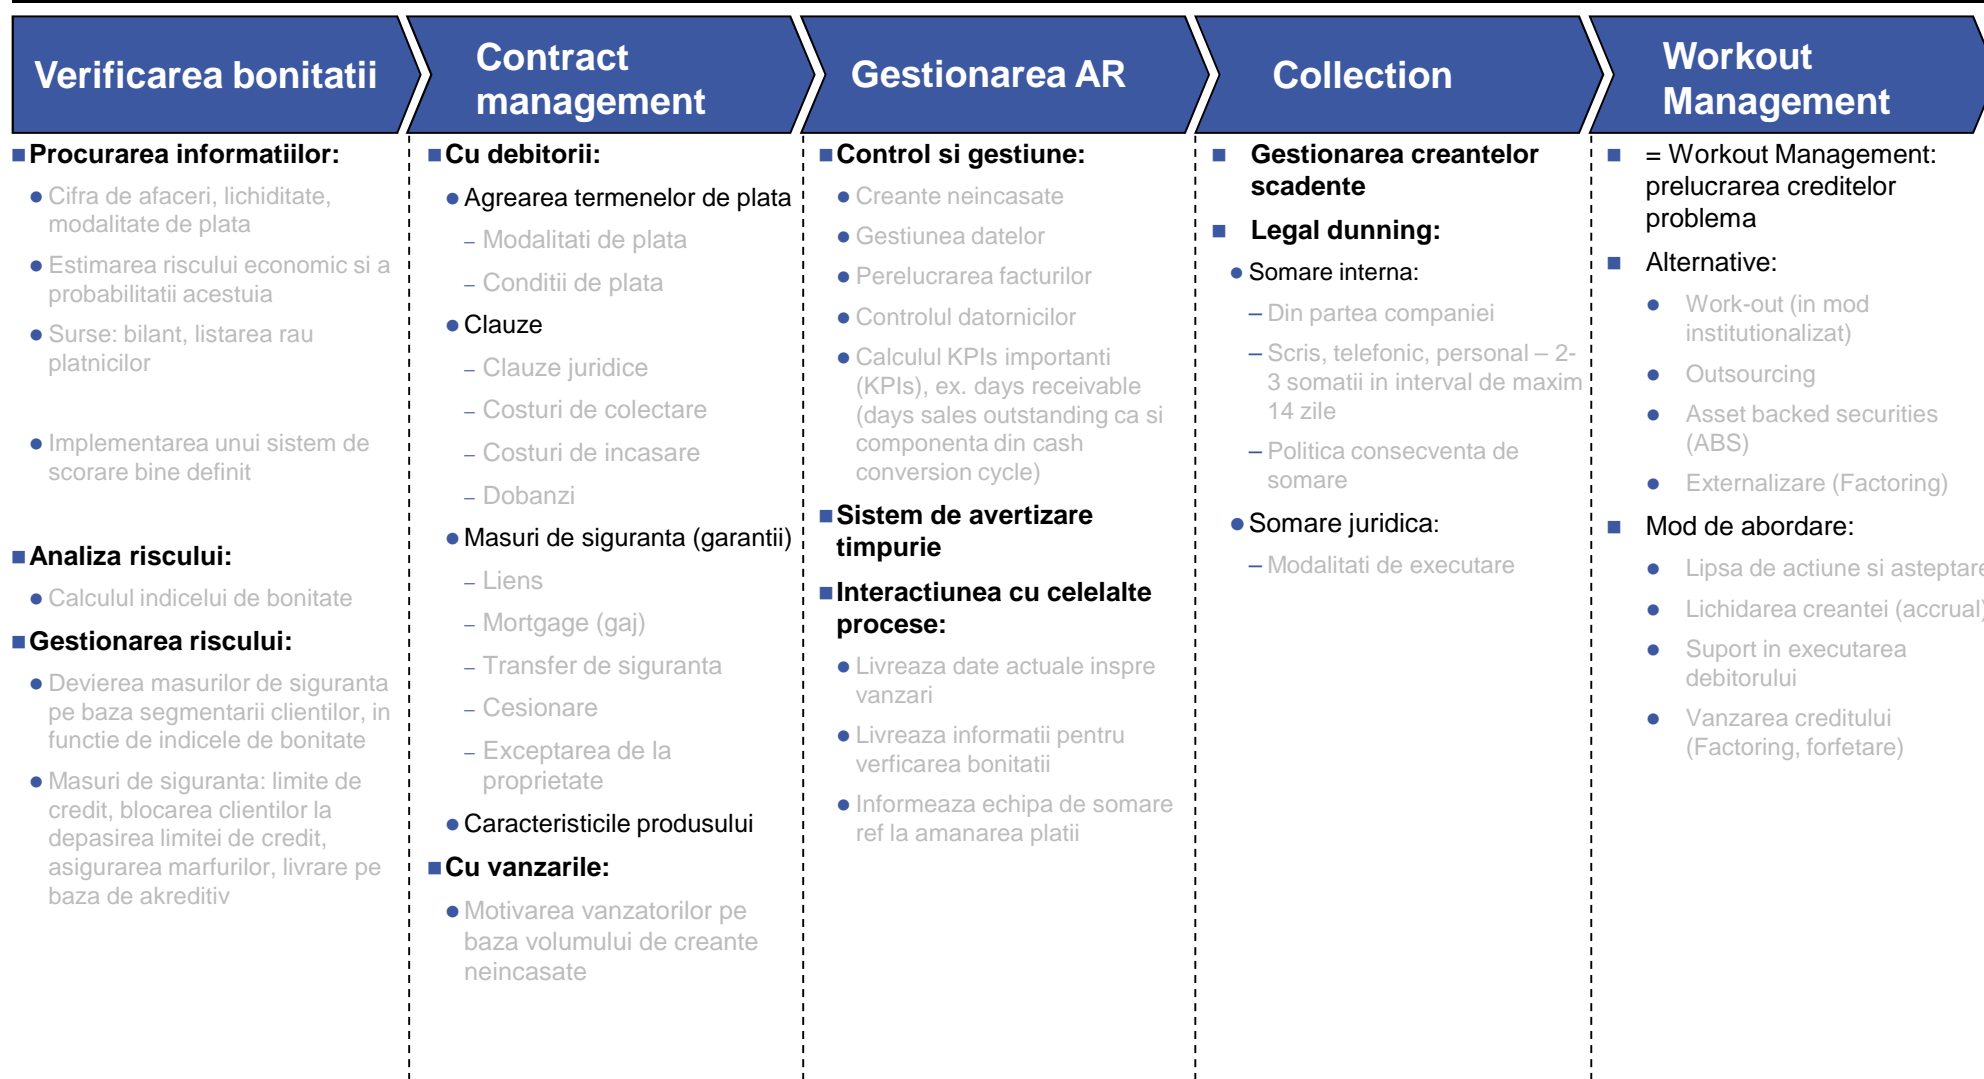 Verificarea bonitatii
Contract
management
Gestionarea AR
Collection
Workout
Management
Procurarea informatiilor:
Cifra de afaceri, lichiditate,
modalitate de plata
Estimarea riscului economic si a
probabilitatii acestuia
Surse: bilant, listarea rau
platnicilor
Implementarea unui sistem de
scorare bine definit
Analiza riscului:
Calculul indicelui de bonitate
Gestionarea riscului:
Devierea masurilor de siguranta
pe baza segmentarii clientilor, in
functie de indicele de bonitate
Masuri de siguranta: limite de
credit, blocarea clientilor la
depasirea limitei de credit,
asigurarea marfurilor, livrare pe
baza de akreditiv
Cu debitorii:
Agrearea termenelor de plata
– Modalitati de plata
– Conditii de plata
Clauze
– Clauze juridice
– Costuri de colectare
– Costuri de incasare
– Dobanzi
Masuri de siguranta (garantii)
– Liens
– Mortgage (gaj)
– Transfer de siguranta
– Cesionare
– Exceptarea de la
proprietate
Caracteristicile produsului
Cu vanzarile:
Motivarea vanzatorilor pe
baza volumului de creante
neincasate
Control si gestiune:
Creante neincasate
Gestiunea datelor
Perelucrarea facturilor
Controlul datornicilor
Calculul KPIs importanti
(KPIs), ex. days receivable
(days sales outstanding ca si
componenta din cash
conversion cycle)
Sistem de avertizare
timpurie
Interactiunea cu celelalte
procese:
Livreaza date actuale inspre
vanzari
Livreaza informatii pentru
verficarea bonitatii
Informeaza echipa de somare
ref la amanarea platii
Gestionarea creantelor
scadente
Legal dunning:
Somare interna:
– Din partea companiei
– Scris, telefonic, personal – 2-
3 somatii in interval de maxim
14 zile
– Politica consecventa de
somare
Somare juridica:
– Modalitati de executare
= Workout Management:
prelucrarea creditelor
problema
Alternative:
Work-out (in mod
institutionalizat)
Outsourcing
Asset backed securities
(ABS)
Externalizare (Factoring)
Mod de abordare:
Lipsa de actiune si asteptare
Lichidarea creantei (accrual)
Suport in executarea
debitorului
Vanzarea creditului
(Factoring, forfetare)